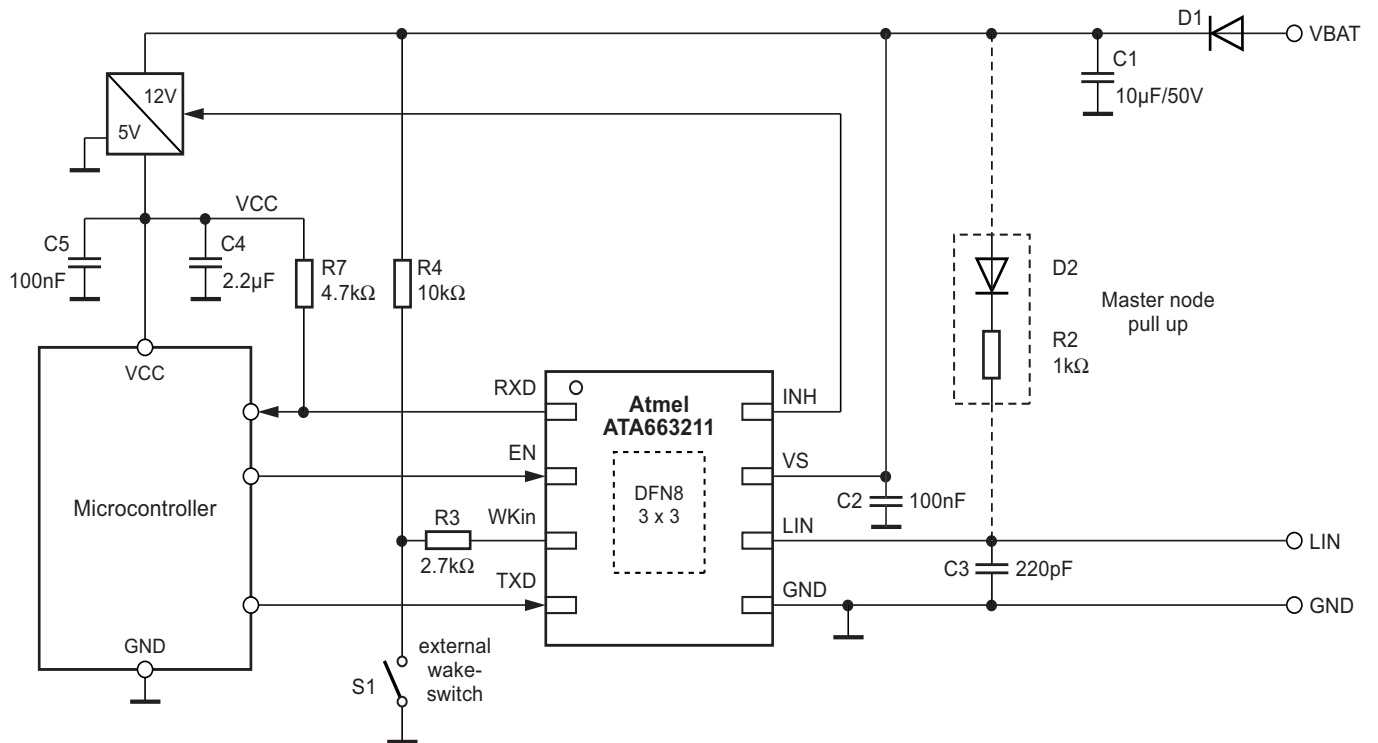 D1
VBAT
C1
10µF/50V
12V
5V
VCC
C5
100nF
C4
2.2µF
R7
4.7kΩ
R4
10kΩ
D2
R2
1kΩ
Master node
pull up
VCC
Microcontroller
GND
RXD
EN
WKin
TXD
R3
2.7kΩ
S1
external
wake-
switch
Atmel
ATA663211
DFN8
3 x 3
INH
VS
LIN
GND
C2
100nF
C3
220pF
LIN
GND